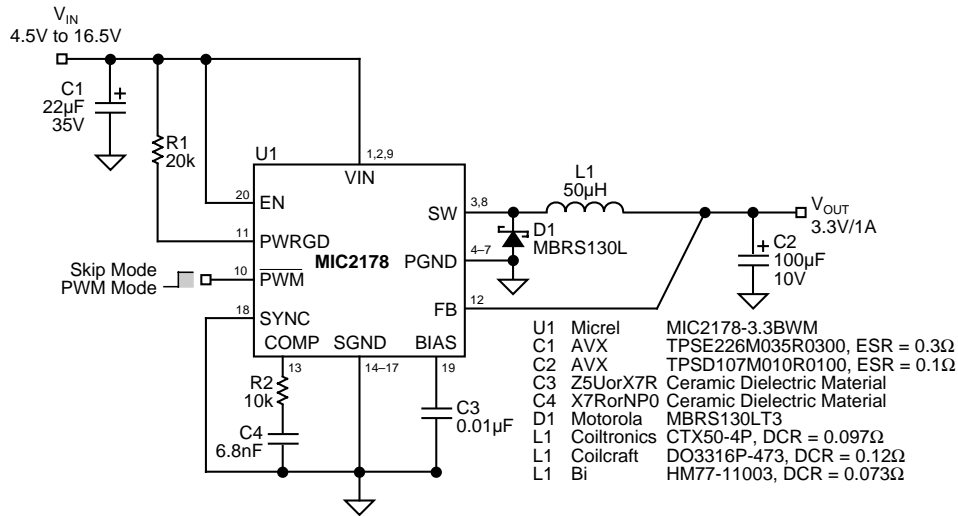 VIN
4.5V to 16.5V
C1
22µF
35V
R1
20k
U1
1,2,9
VIN
20
EN
11
PWRGD
MIC2178
Skip Mode
PWM Mode
10
PWM
18
SYNC
COMP
SGND
BIAS
SW
3,8
PGND
4–7
FB
12
L1
50µH
D1
MBRS130L
VOUT
3.3V/1A
C2
100µF
10V
13
14–17
19
R2
10k
C4
6.8nF
C3
0.01µF
U1 Micrel MIC2178-3.3BWM
C1 AVX TPSE226M035R0300, ESR = 0.3Ω
C2 AVX TPSD107M010R0100, ESR = 0.1Ω
C3 Z5UorX7R Ceramic Dielectric Material
C4 X7RorNP0 Ceramic Dielectric Material
D1 Motorola MBRS130LT3
L1 Coiltronics CTX50-4P, DCR = 0.097Ω
L1 Coilcraft DO3316P-473, DCR = 0.12Ω
L1 Bi HM77-11003, DCR = 0.073Ω